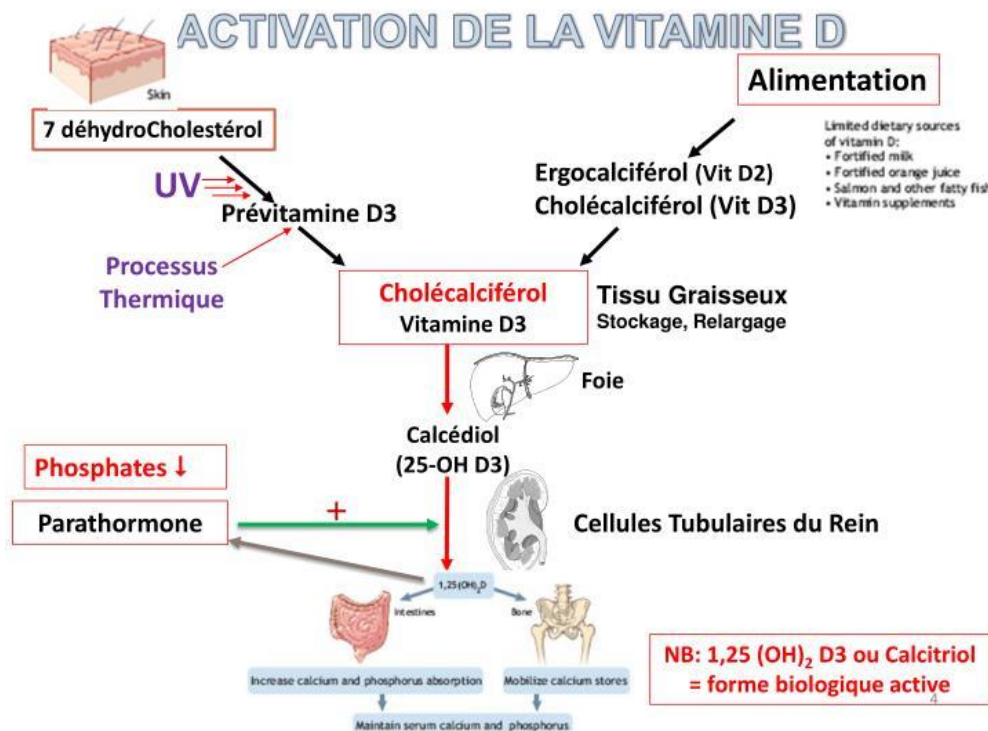 ACTIVATION DE LA VITAMINE D
Skin
7 déhydroCholestérol
UV
Prévitamine D3
Processus
Thermique
Alimentation
Limited dietary sources
of vitamin D:
• Fortified milk
• Fortified orange juice
• Salmon and other fatty fish
• Vitamin supplements
Ergocalciférol (Vit D2)
Cholécalciférol (Vit D3)
Cholécalciférol
Vitamine D3
Tissu Graisseux
Stockage, Relargage
Foie
Calcédiol
(25-OH D3)
Phosphates ↓
Parathormone
+
Cellules Tubulaires du Rein
1,25(OH)₂D
Intestines
Bone
Increase calcium and phosphorus absorption
Mobilize calcium stores
Maintain serum calcium and phosphorus
NB: 1,25 (OH)₂ D3 ou Calcitriol
= forme biologique active
4